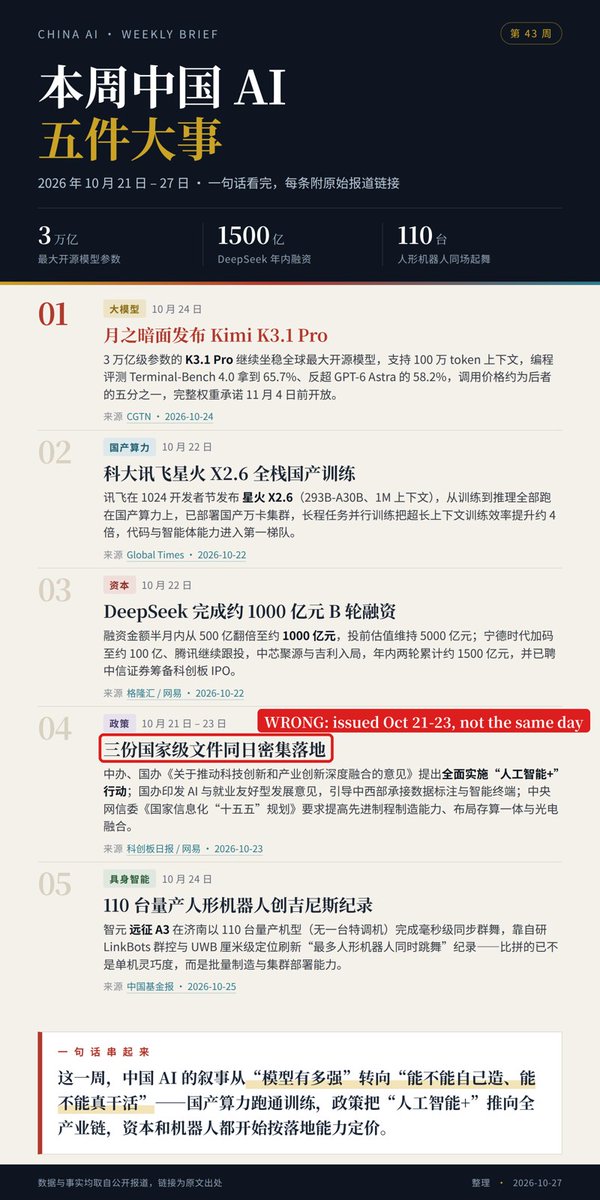 CHINA AI · WEEKLY BRIEF
第 43 周
本周中国 AI
五件大事
2026 年 10 月 21 日 – 27 日 · 一句话看完，每条附原始报道链接
3 万亿
最大开源模型参数
1500 亿
DeepSeek 年内融资
110 台
人形机器人同场起舞
01
大模型 10 月 24 日
月之暗面发布 Kimi K3.1 Pro
3 万亿级参数的 K3.1 Pro 继续坐稳全球最大开源模型，支持 100 万 token 上下文，编程
评测 Terminal-Bench 4.0 拿到 65.7%、反超 GPT-6 Astra 的 58.2%，调用价格约为后者
的五分之一，完整权重承诺 11 月 4 日前开放。
来源 CGTN · 2026-10-24
02
国产算力 10 月 22 日
科大讯飞星火 X2.6 全栈国产训练
讯飞在 1024 开发者节发布 星火 X2.6（293B-A30B、1M 上下文），从训练到推理全部跑
在国产算力上，已部署国产万卡集群，长程任务并行训练把超长上下文训练效率提升约 4
倍，代码与智能体能力进入第一梯队。
来源 Global Times · 2026-10-22
03
资本 10 月 22 日
DeepSeek 完成约 1000 亿元 B 轮融资
融资金额半月内从 500 亿翻倍至约 1000 亿元，投前估值维持 5000 亿元；宁德时代加码
至约 100 亿、腾讯继续跟投，中芯聚源与吉利入局，年内两轮累计约 1500 亿元，并已聘
中信证券筹备科创板 IPO。
来源 格隆汇 / 网易 · 2026-10-22
04
政策 10 月 21 日 – 23 日
WRONG: issued Oct 21-23, not the same day
三份国家级文件同日密集落地
中办、国办《关于推动科技创新和产业创新深度融合的意见》提出全面实施“人工智能+”
行动；国办印发 AI 与就业友好型发展意见，引导中西部承接数据标注与智能终端；中央
网信委《国家信息化“十五五”规划》要求提高先进制程制造能力、布局存算一体与光电
融合。
来源 科创板日报 / 网易 · 2026-10-23
05
具身智能 10 月 24 日
110 台量产人形机器人创吉尼斯纪录
智元 远征 A3 在济南以 110 台量产机型（无一台特调机）完成毫秒级同步群舞，靠自研
LinkBots 群控与 UWB 厘米级定位刷新“最多人形机器人同时跳舞”纪录——比拼的已不
是单机灵巧度，而是批量制造与集群部署能力。
来源 中国基金报 · 2026-10-25
一句话串起来
这一周，中国 AI 的叙事从“模型有多强”转向“能不能自己造、能
不能真干活”——国产算力跑通训练，政策把“人工智能+”推向全
产业链，资本和机器人都开始按落地能力定价。
数据与事实均取自公开报道，链接为原文出处
整理 · 2026-10-27